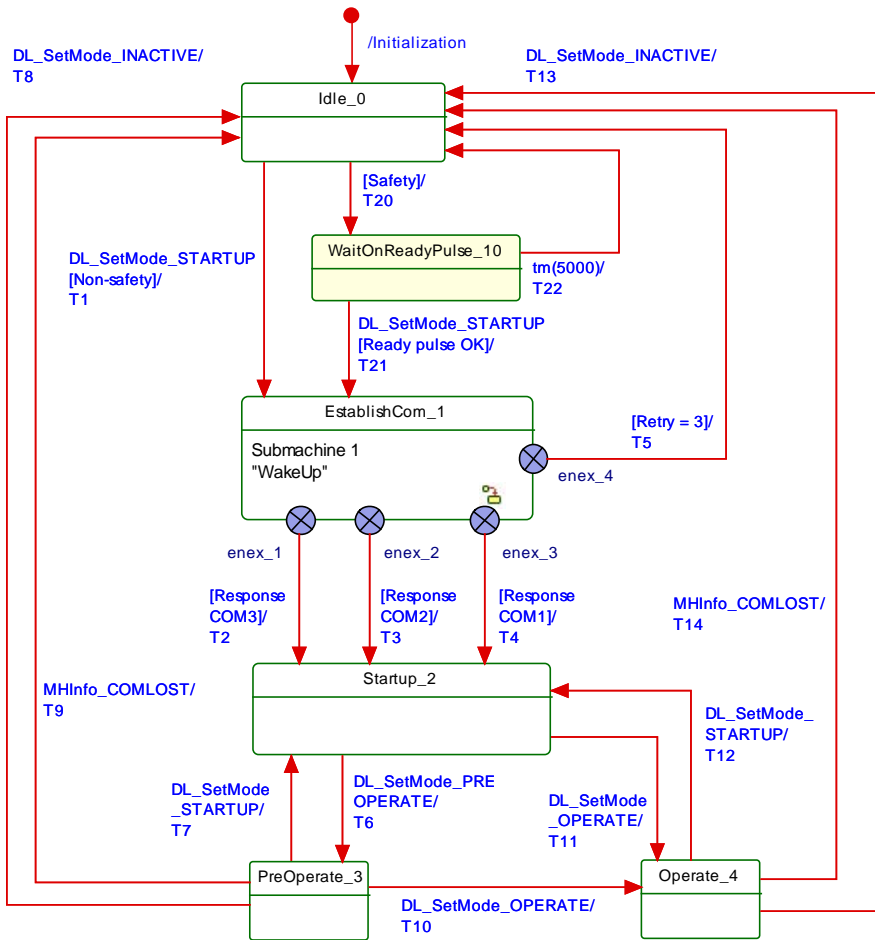 /Initialization
DL_SetMode_INACTIVE/
T8
DL_SetMode_INACTIVE/
T13
Idle_0
[Safety]/
T20
WaitOnReadyPulse_10
tm(5000)/
T22
DL_SetMode_STARTUP
[Non-safety]/
T1
DL_SetMode_STARTUP
[Ready pulse OK]/
T21
EstablishCom_1
Submachine 1
"WakeUp"
[Retry = 3]/
T5
enex_4
enex_1
enex_2
enex_3
[Response
COM3]/
T2
[Response
COM2]/
T3
[Response
COM1]/
T4
MHInfo_COMLOST/
T14
Startup_2
MHInfo_COMLOST/
T9
DL_SetMode_
STARTUP/
T12
DL_SetMode
_STARTUP/
T7
DL_SetMode_PRE
OPERATE/
T6
DL_SetMode
_OPERATE/
T11
PreOperate_3
Operate_4
DL_SetMode_OPERATE/
T10